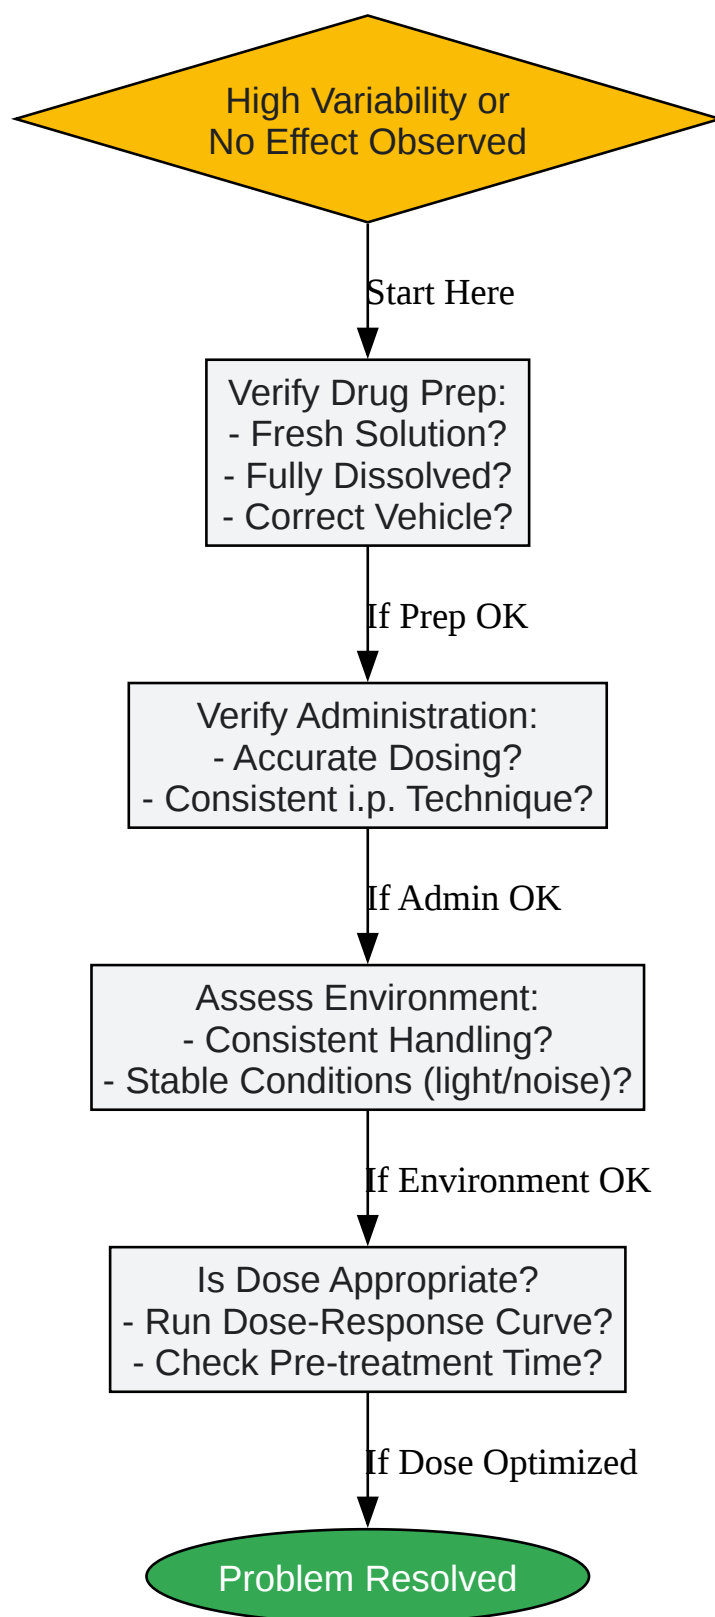 High Variability or
No Effect Observed
Start Here
Verify Drug Prep:
- Fresh Solution?
- Fully Dissolved?
- Correct Vehicle?
If Prep OK
Verify Administration:
- Accurate Dosing?
- Consistent i.p. Technique?
If Admin OK
Assess Environment:
- Consistent Handling?
- Stable Conditions (light/noise)?
If Environment OK
Is Dose Appropriate?
- Run Dose-Response Curve?
- Check Pre-treatment Time?
If Dose Optimized
Problem Resolved